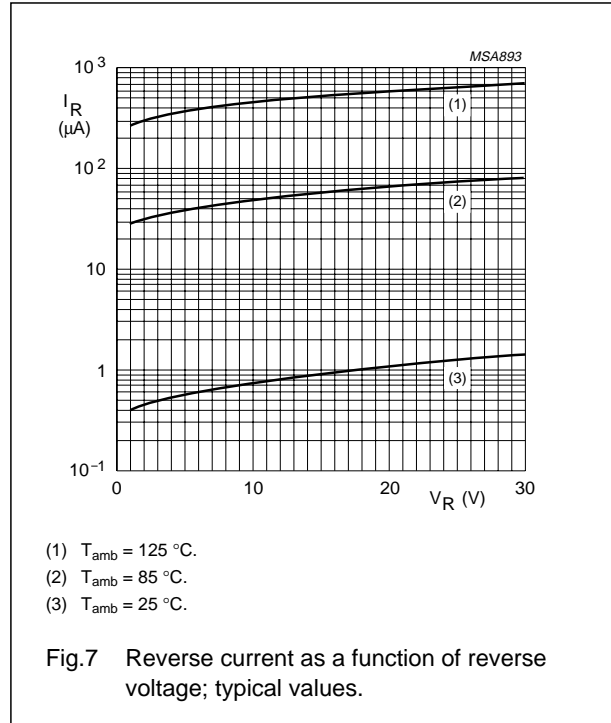 MSA893
10³
I_R
(µA)
(1)
10²
(2)
10
1
(3)
10⁻¹
0 10 20 30
V_R (V)
(1) T_amb = 125 °C.
(2) T_amb = 85 °C.
(3) T_amb = 25 °C.
Fig.7 Reverse current as a function of reverse
voltage; typical values.